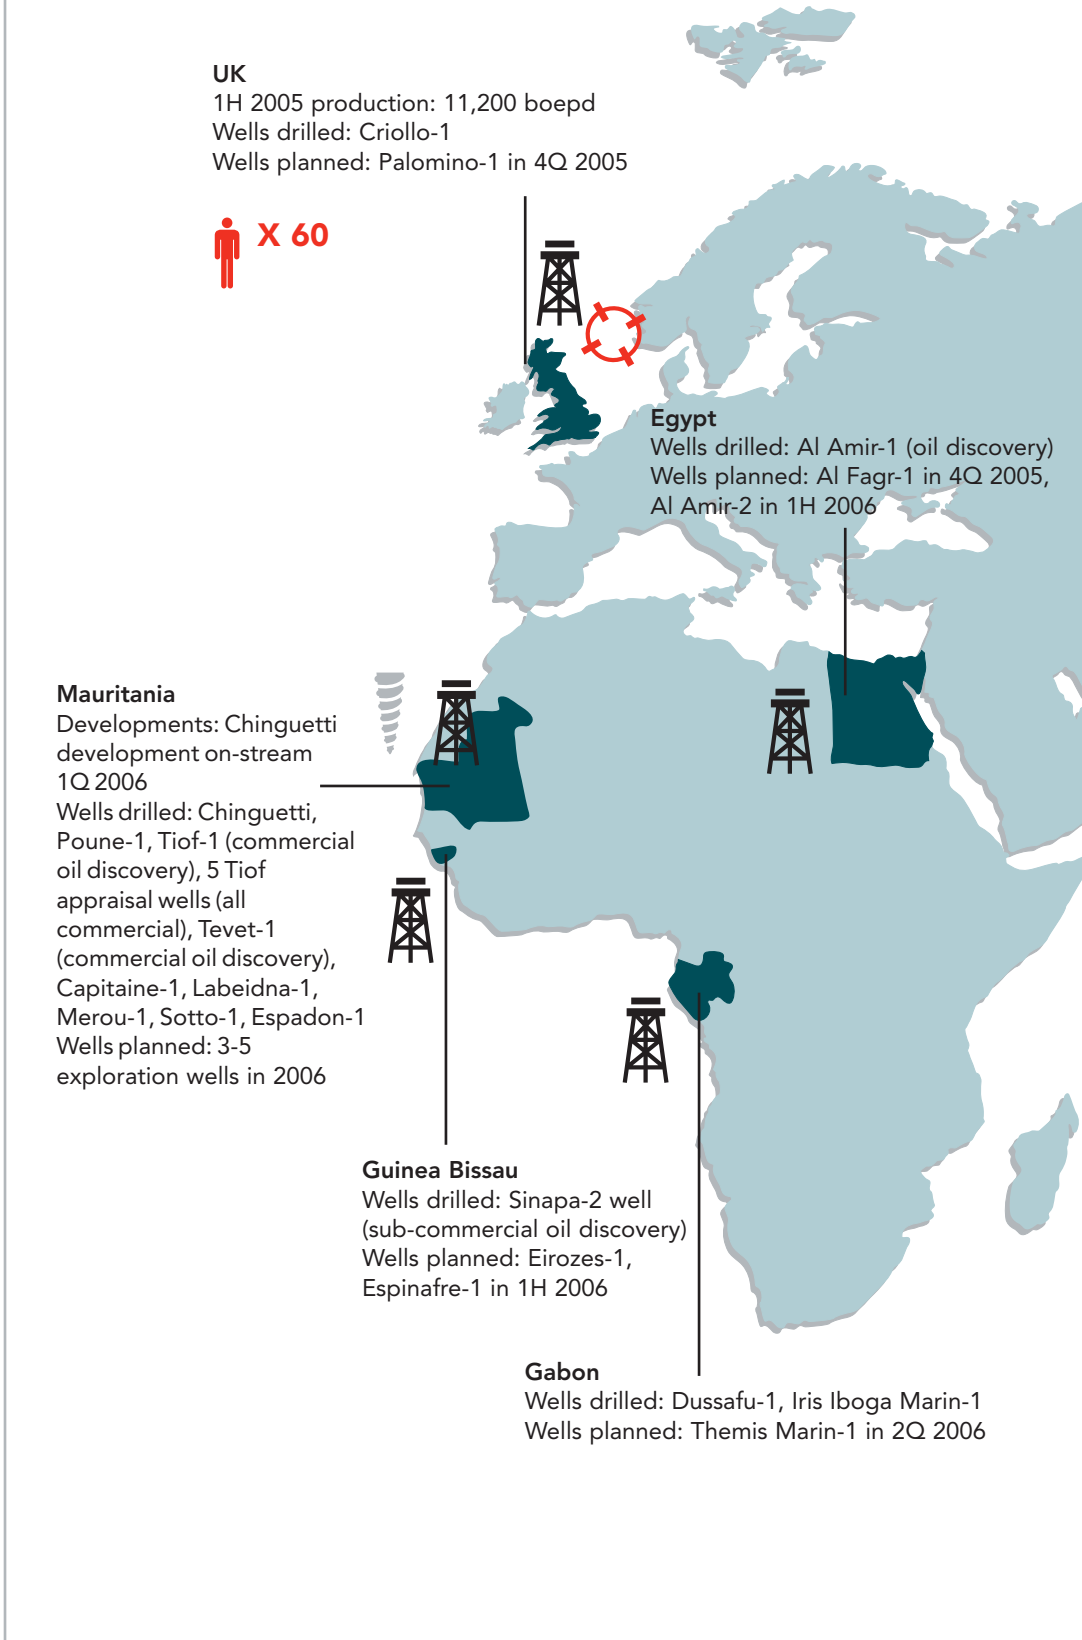 UK
1H 2005 production: 11,200 boepd
Wells drilled: Criollo-1
Wells planned: Palomino-1 in 4Q 2005
X 60
Egypt
Wells drilled: Al Amir-1 (oil discovery)
Wells planned: Al Fagr-1 in 4Q 2005,
Al Amir-2 in 1H 2006
Mauritania
Developments: Chinguetti
development on-stream
1Q 2006
Wells drilled: Chinguetti,
Poune-1, Tiof-1 (commercial
oil discovery), 5 Tiof
appraisal wells (all
commercial), Tevet-1
(commercial oil discovery),
Capitaine-1, Labeidna-1,
Merou-1, Sotto-1, Espadon-1
Wells planned: 3-5
exploration wells in 2006
Guinea Bissau
Wells drilled: Sinapa-2 well
(sub-commercial oil discovery)
Wells planned: Eirozes-1,
Espinafre-1 in 1H 2006
Gabon
Wells drilled: Dussafu-1, Iris Iboga Marin-1
Wells planned: Themis Marin-1 in 2Q 2006